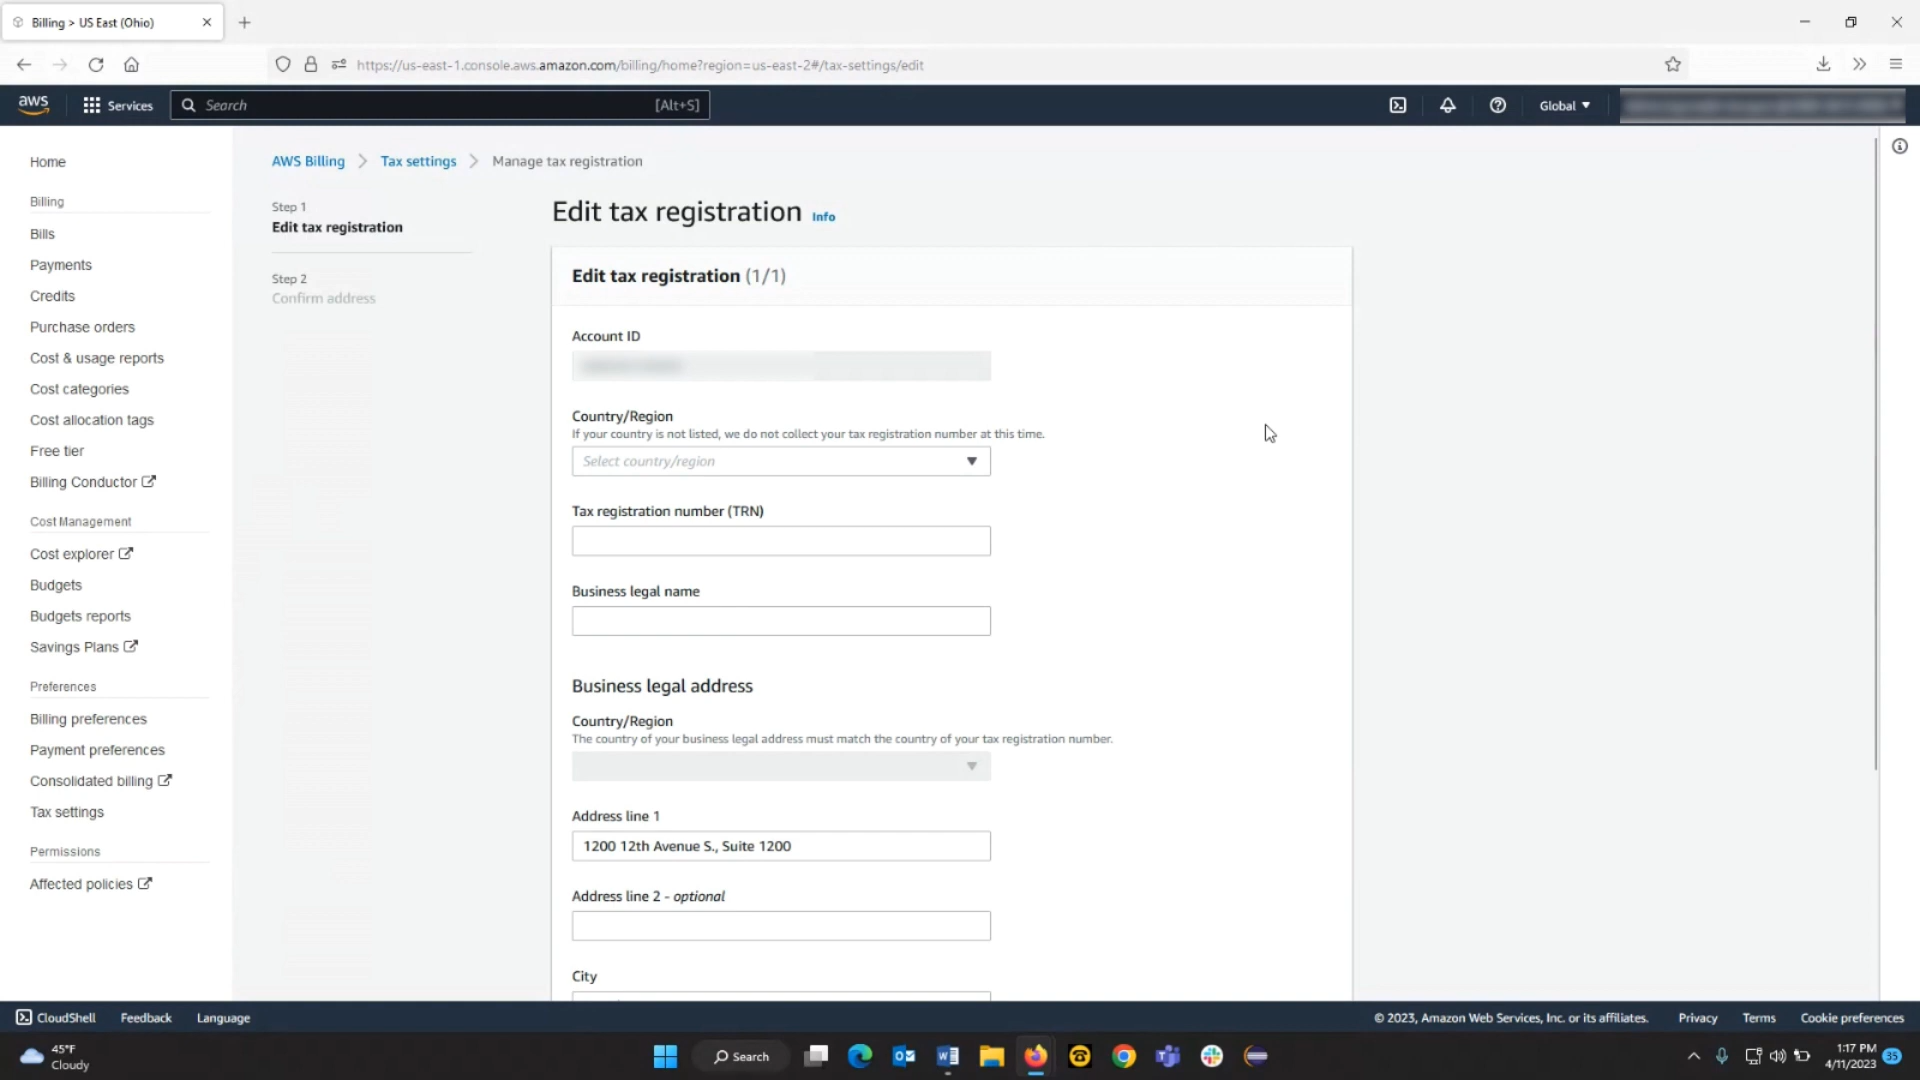 Billing > US East (Ohio)
https://us-east-1.console.aws.amazon.com/billing/home?region=us-east-2#/tax-settings/edit
aws
Services
Search
[Alt+S]
Global
Home
Billing
Bills
Payments
Credits
Purchase orders
Cost & usage reports
Cost categories
Cost allocation tags
Free tier
Billing Conductor
Cost Management
Cost explorer
Budgets
Budgets reports
Savings Plans
Preferences
Billing preferences
Payment preferences
Consolidated billing
Tax settings
Permissions
Affected policies
AWS Billing > Tax settings > Manage tax registration
Step 1
Edit tax registration
Step 2
Confirm address
Edit tax registration Info
Edit tax registration (1/1)
Account ID
Country/Region
If your country is not listed, we do not collect your tax registration number at this time.
Select country/region
Tax registration number (TRN)
Business legal name
Business legal address
Country/Region
The country of your business legal address must match the country of your tax registration number.
Address line 1
1200 12th Avenue S., Suite 1200
Address line 2 - optional
City
CloudShell
Feedback
Language
© 2023, Amazon Web Services, Inc. or its affiliates.
Privacy
Terms
Cookie preferences
45°F
Cloudy
Search
1:17 PM
4/11/2023
35